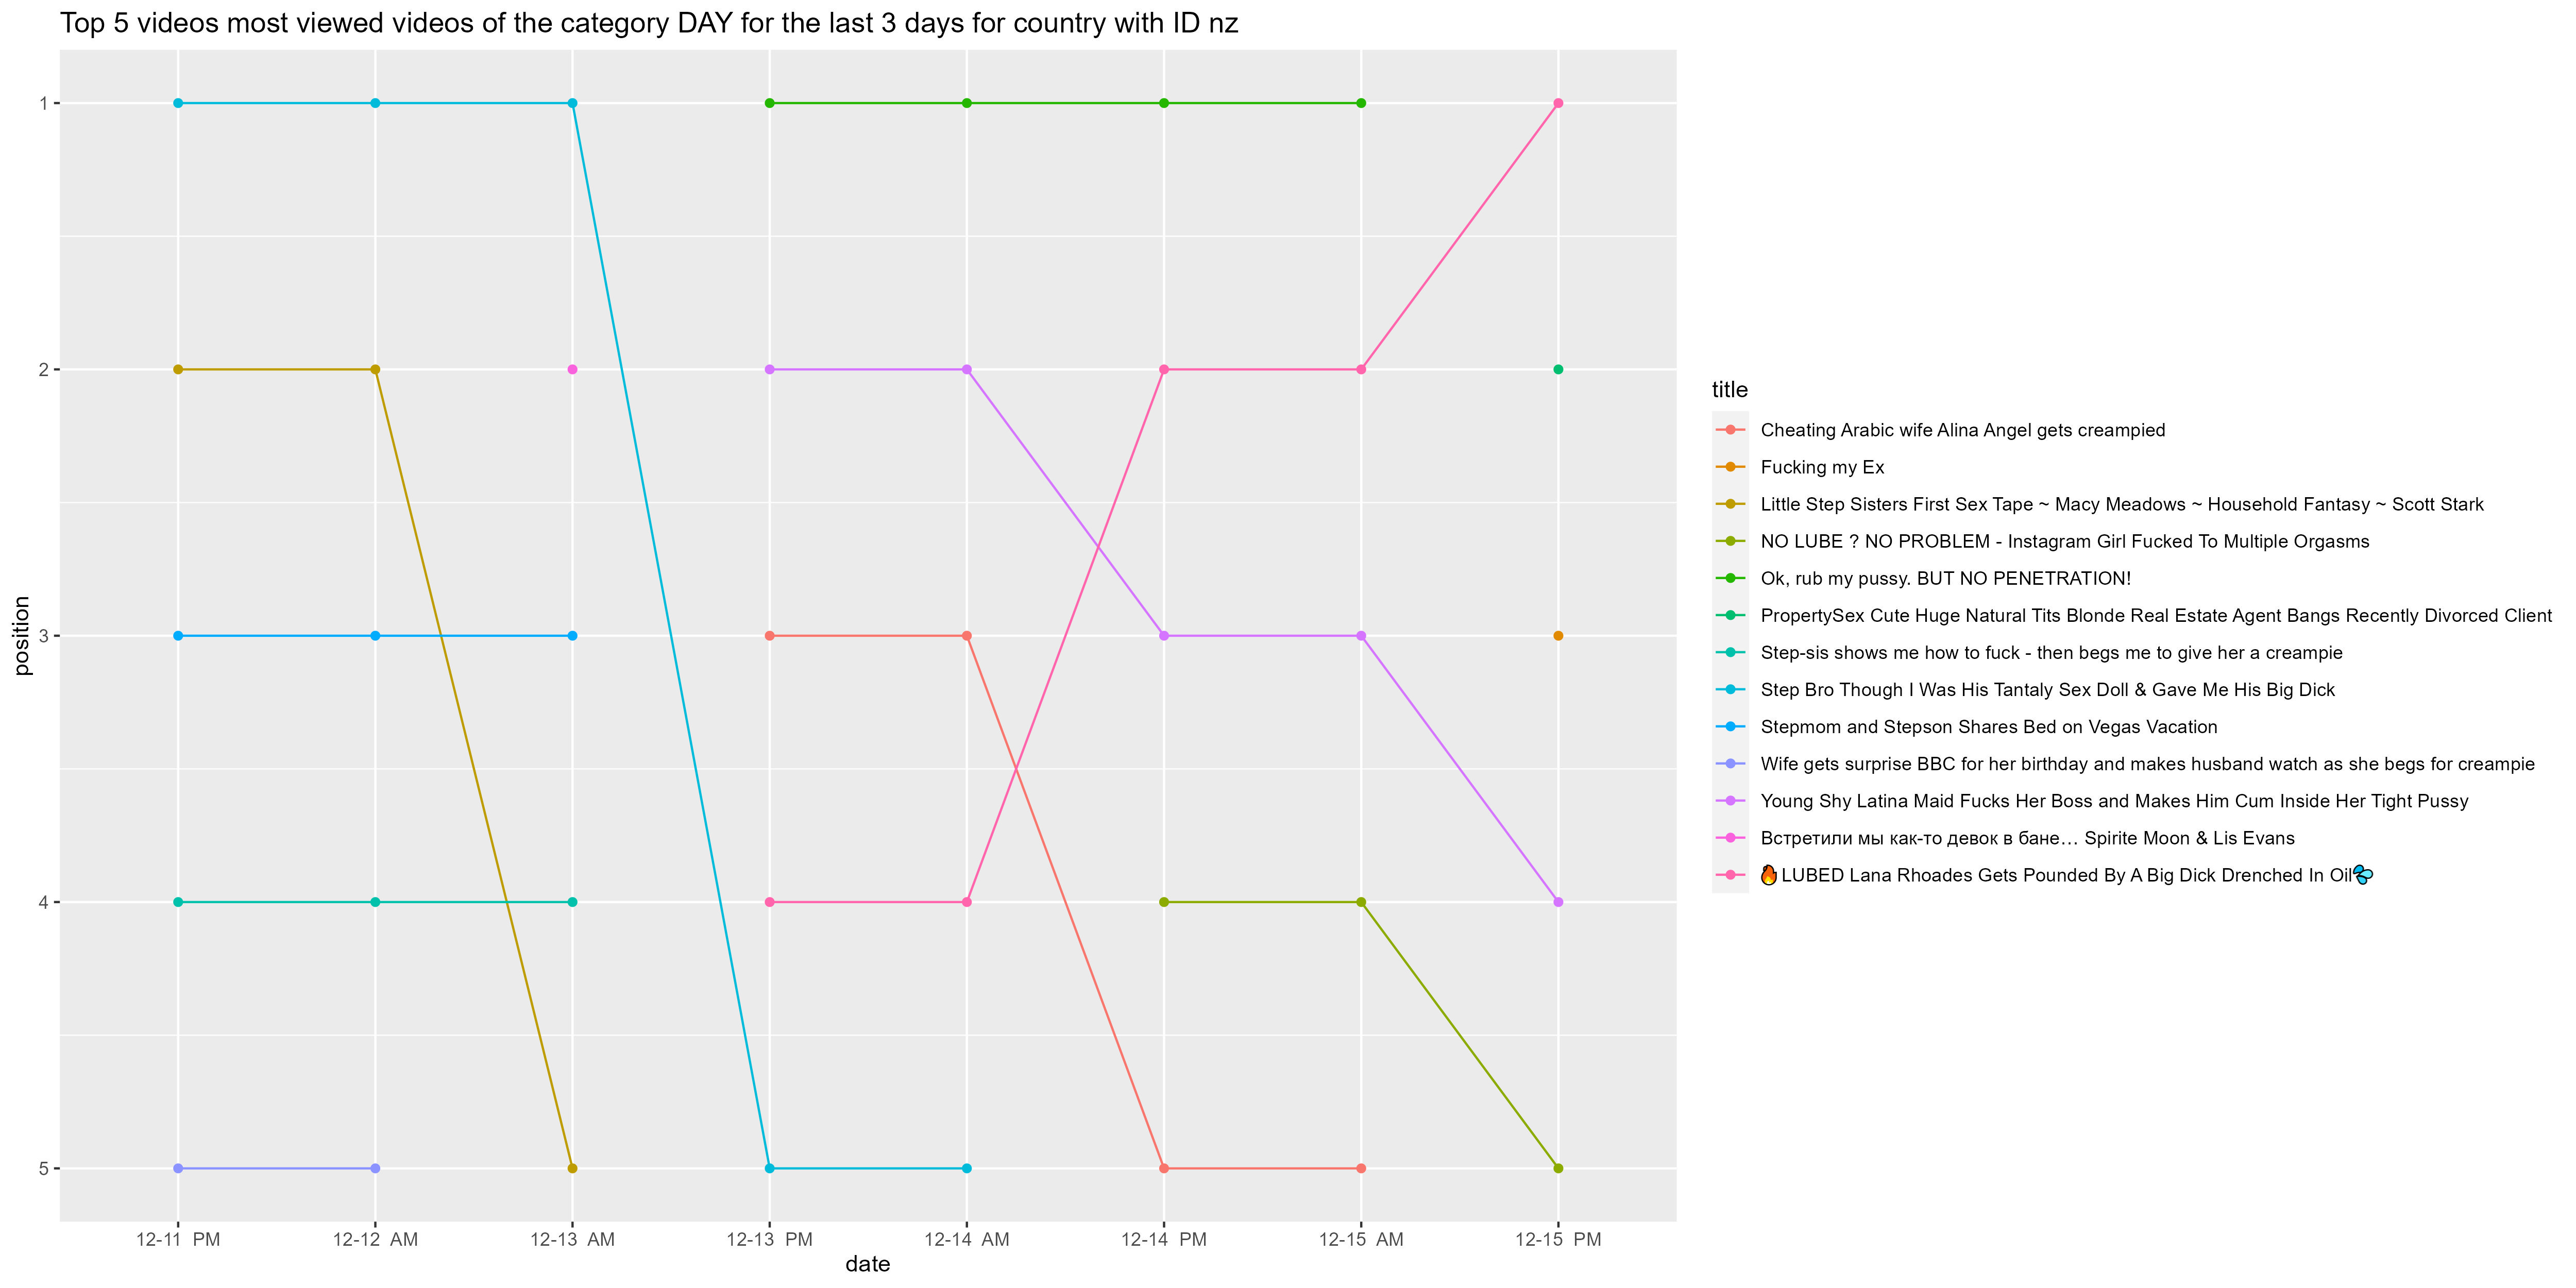 Top 5 videos most viewed videos of the category DAY for the last 3 days for country with ID nz
1
2
3
4
5
position
12-11 PM
12-12 AM
12-13 AM
12-13 PM
12-14 AM
12-14 PM
12-15 AM
12-15 PM
date
title
Cheating Arabic wife Alina Angel gets creampied
Fucking my Ex
Little Step Sisters First Sex Tape ~ Macy Meadows ~ Household Fantasy ~ Scott Stark
NO LUBE ? NO PROBLEM - Instagram Girl Fucked To Multiple Orgasms
Ok, rub my pussy. BUT NO PENETRATION!
PropertySex Cute Huge Natural Tits Blonde Real Estate Agent Bangs Recently Divorced Client
Step-sis shows me how to fuck - then begs me to give her a creampie
Step Bro Though I Was His Tantaly Sex Doll & Gave Me His Big Dick
Stepmom and Stepson Shares Bed on Vegas Vacation
Wife gets surprise BBC for her birthday and makes husband watch as she begs for creampie
Young Shy Latina Maid Fucks Her Boss and Makes Him Cum Inside Her Tight Pussy
Встретили мы как-то девок в бане… Spirite Moon & Lis Evans
🔥LUBED Lana Rhoades Gets Pounded By A Big Dick Drenched In Oil💦